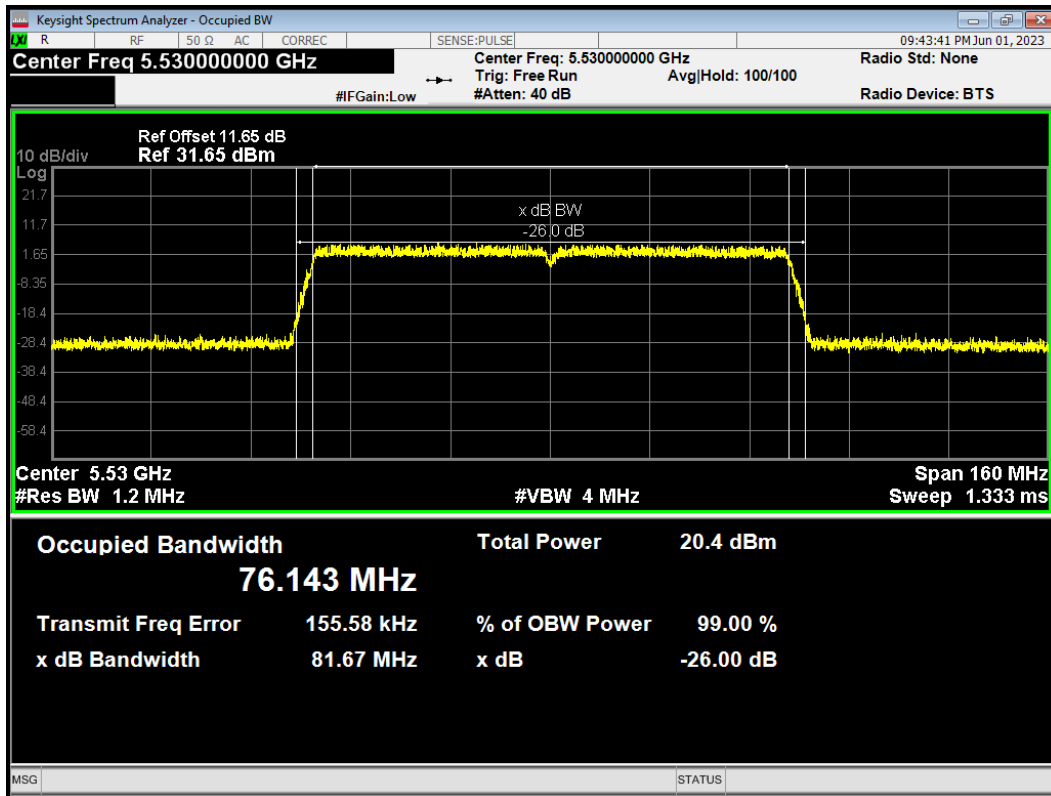 Keysight Spectrum Analyzer - Occupied BW
LXI R RF 50 Ω AC CORREC SENSE:PULSE 09:43:41 PM Jun 01, 2023
Center Freq 5.530000000 GHz
Center Freq: 5.530000000 GHz
Radio Std: None
Trig: Free Run Avg|Hold: 100/100
#IFGain:Low #Atten: 40 dB Radio Device: BTS
Ref Offset 11.65 dB
10 dB/div Ref 31.65 dBm
Log
21.7
x dB BW
11.7
-26.0 dB
1.65
-8.35
-18.4
-28.4
-38.4
-48.4
-58.4
Center 5.53 GHz Span 160 MHz
#Res BW 1.2 MHz #VBW 4 MHz Sweep 1.333 ms
Occupied Bandwidth Total Power 20.4 dBm
76.143 MHz
Transmit Freq Error 155.58 kHz % of OBW Power 99.00 %
x dB Bandwidth 81.67 MHz x dB -26.00 dB
MSG STATUS